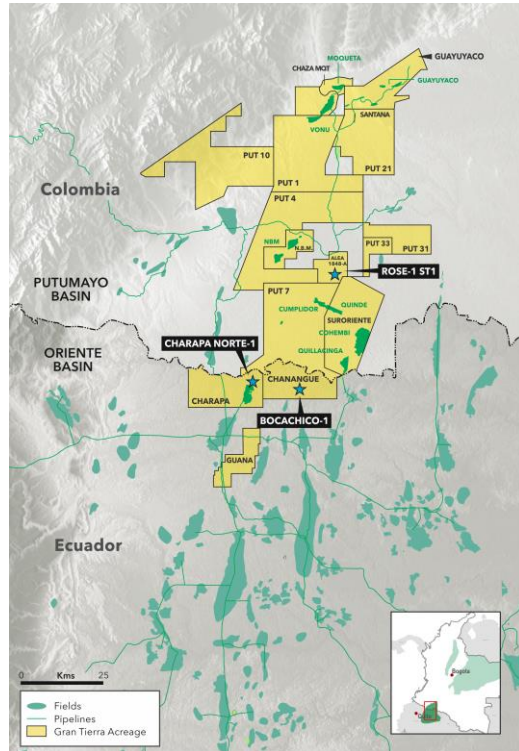 MOQUETA
GUAYUYACO
CHAZA MQT
GUAYUYACO
SANTANA
VONU
PUT 10
PUT 21
PUT 1
Colombia
PUT 4
NBM
N.B.M.
ALEA
1848-A
PUT 33
PUT 31
ROSE-1 ST1
PUTUMAYO
BASIN
PUT 7
CUMPLIDOR
QUINDE
SURORIENTE
COHEMBI
CHARAPA NORTE-1
ORIENTE
BASIN
QUILLACINGA
CHANANGUE
CHARAPA
BOCACHICO-1
GUANA
Ecuador
0
Kms
25
Fields
Pipelines
Gran Tierra Acreage
Bogota